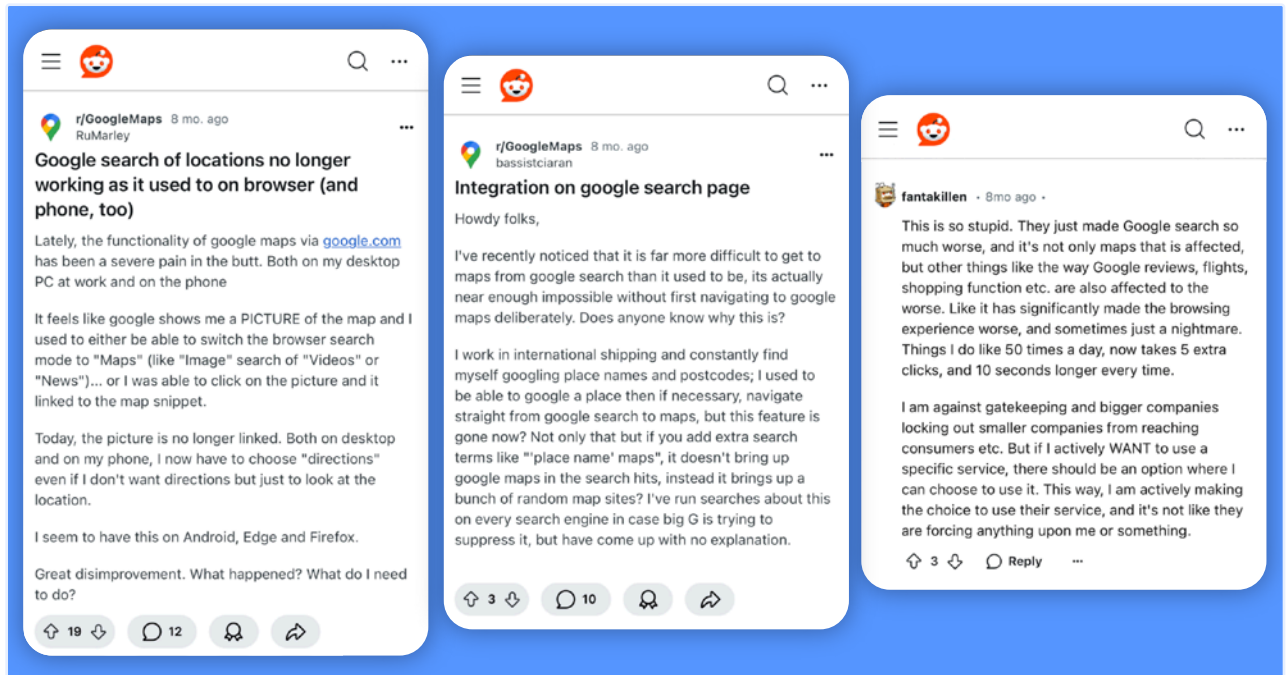 r/GoogleMaps 8 mo. ago
RuMarley
Google search of locations no longer
working as it used to on browser (and
phone, too)
Lately, the functionality of google maps via google.com
has been a severe pain in the butt. Both on my desktop
PC at work and on the phone
It feels like google shows me a PICTURE of the map and I
used to either be able to switch the browser search
mode to "Maps" (like "Image" search of "Videos" or
"News")... or I was able to click on the picture and it
linked to the map snippet.
Today, the picture is no longer linked. Both on desktop
and on my phone, I now have to choose "directions"
even if I don't want directions but just to look at the
location.
I seem to have this on Android, Edge and Firefox.
Great disimprovement. What happened? What do I need
to do?
19
12
r/GoogleMaps 8 mo. ago
bassistciaran
Integration on google search page
Howdy folks,
I've recently noticed that it is far more difficult to get to
maps from google search than it used to be, its actually
near enough impossible without first navigating to google
maps deliberately. Does anyone know why this is?
I work in international shipping and constantly find
myself googling place names and postcodes; I used to
be able to google a place then if necessary, navigate
straight from google search to maps, but this feature is
gone now? Not only that but if you add extra search
terms like "'place name' maps", it doesn't bring up
google maps in the search hits, instead it brings up a
bunch of random map sites? I've run searches about this
on every search engine in case big G is trying to
suppress it, but have come up with no explanation.
3
10
fantakillen • 8mo ago •
This is so stupid. They just made Google search so
much worse, and it's not only maps that is affected,
but other things like the way Google reviews, flights,
shopping function etc. are also affected to the
worse. Like it has significantly made the browsing
experience worse, and sometimes just a nightmare.
Things I do like 50 times a day, now takes 5 extra
clicks, and 10 seconds longer every time.
I am against gatekeeping and bigger companies
locking out smaller companies from reaching
consumers etc. But if I actively WANT to use a
specific service, there should be an option where I
can choose to use it. This way, I am actively making
the choice to use their service, and it's not like they
are forcing anything upon me or something.
3
Reply